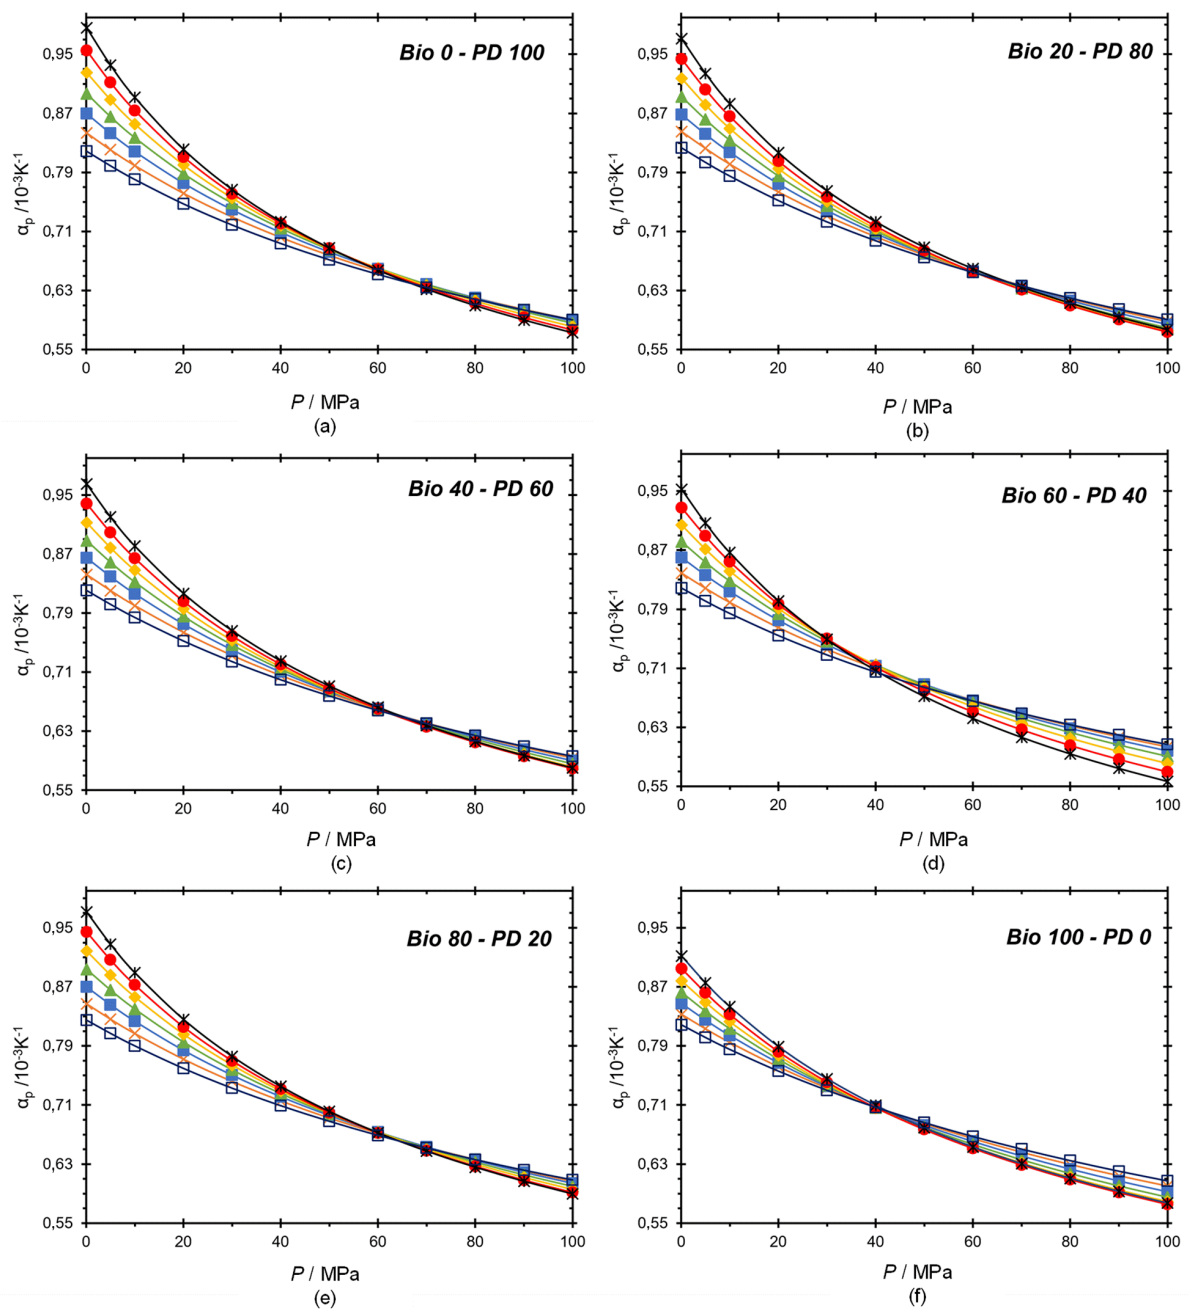 Bio 0 - PD 100
αp /10-3K-1
0,95
0,87
0,79
0,71
0,63
0,55
0 20 40 60 80 100
P / MPa
(a)
Bio 20 - PD 80
αp /10-3K-1
0,95
0,87
0,79
0,71
0,63
0,55
0 20 40 60 80 100
P / MPa
(b)
Bio 40 - PD 60
αp /10-3K-1
0,95
0,87
0,79
0,71
0,63
0,55
0 20 40 60 80 100
P / MPa
(c)
Bio 60 - PD 40
αp /10-3K-1
0,95
0,87
0,79
0,71
0,63
0,55
0 20 40 60 80 100
P / MPa
(d)
Bio 80 - PD 20
αp /10-3K-1
0,95
0,87
0,79
0,71
0,63
0,55
0 20 40 60 80 100
P / MPa
(e)
Bio 100 - PD 0
αp /10-3K-1
0,95
0,87
0,79
0,71
0,63
0,55
0 20 40 60 80 100
P / MPa
(f)